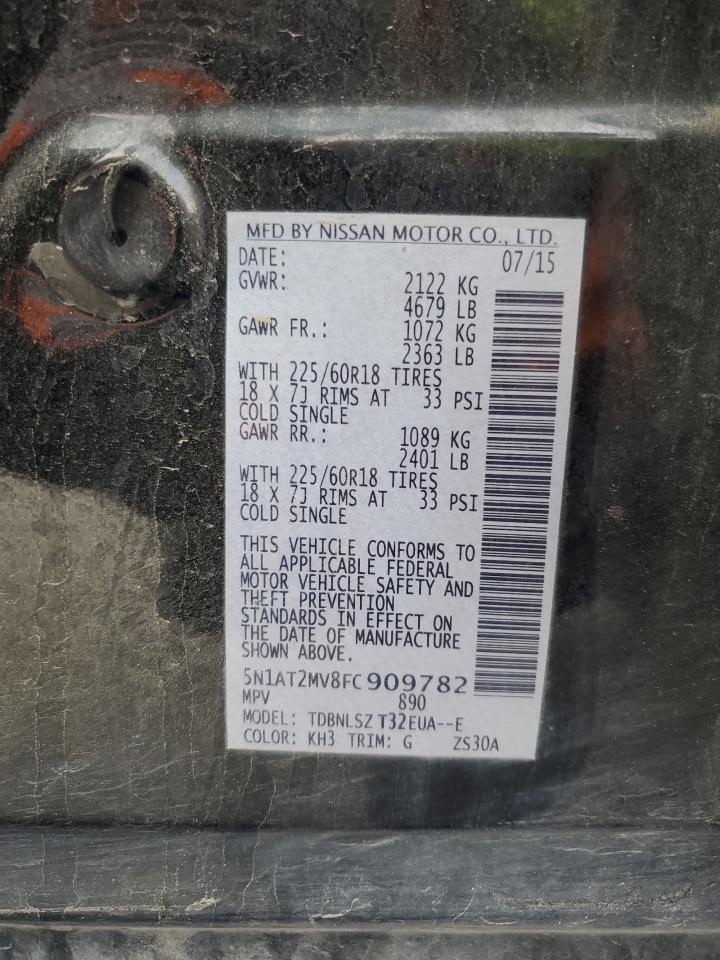 MFD BY NISSAN MOTOR CO., LTD.
DATE: 07/15
GVWR: 2122 KG
4679 LB
GAWR FR.: 1072 KG
2363 LB
WITH 225/60R18 TIRES
18 X 7J RIMS AT 33 PSI
COLD SINGLE
GAWR RR.: 1089 KG
2401 LB
WITH 225/60R18 TIRES
18 X 7J RIMS AT 33 PSI
COLD SINGLE
THIS VEHICLE CONFORMS TO
ALL APPLICABLE FEDERAL
MOTOR VEHICLE SAFETY AND
THEFT PREVENTION
STANDARDS IN EFFECT ON
THE DATE OF MANUFACTURE
SHOWN ABOVE.
5N1AT2MV8FC909782
MPV 890
MODEL: TDBNLSZ T32EUA--E
COLOR: KH3 TRIM: G ZS30A